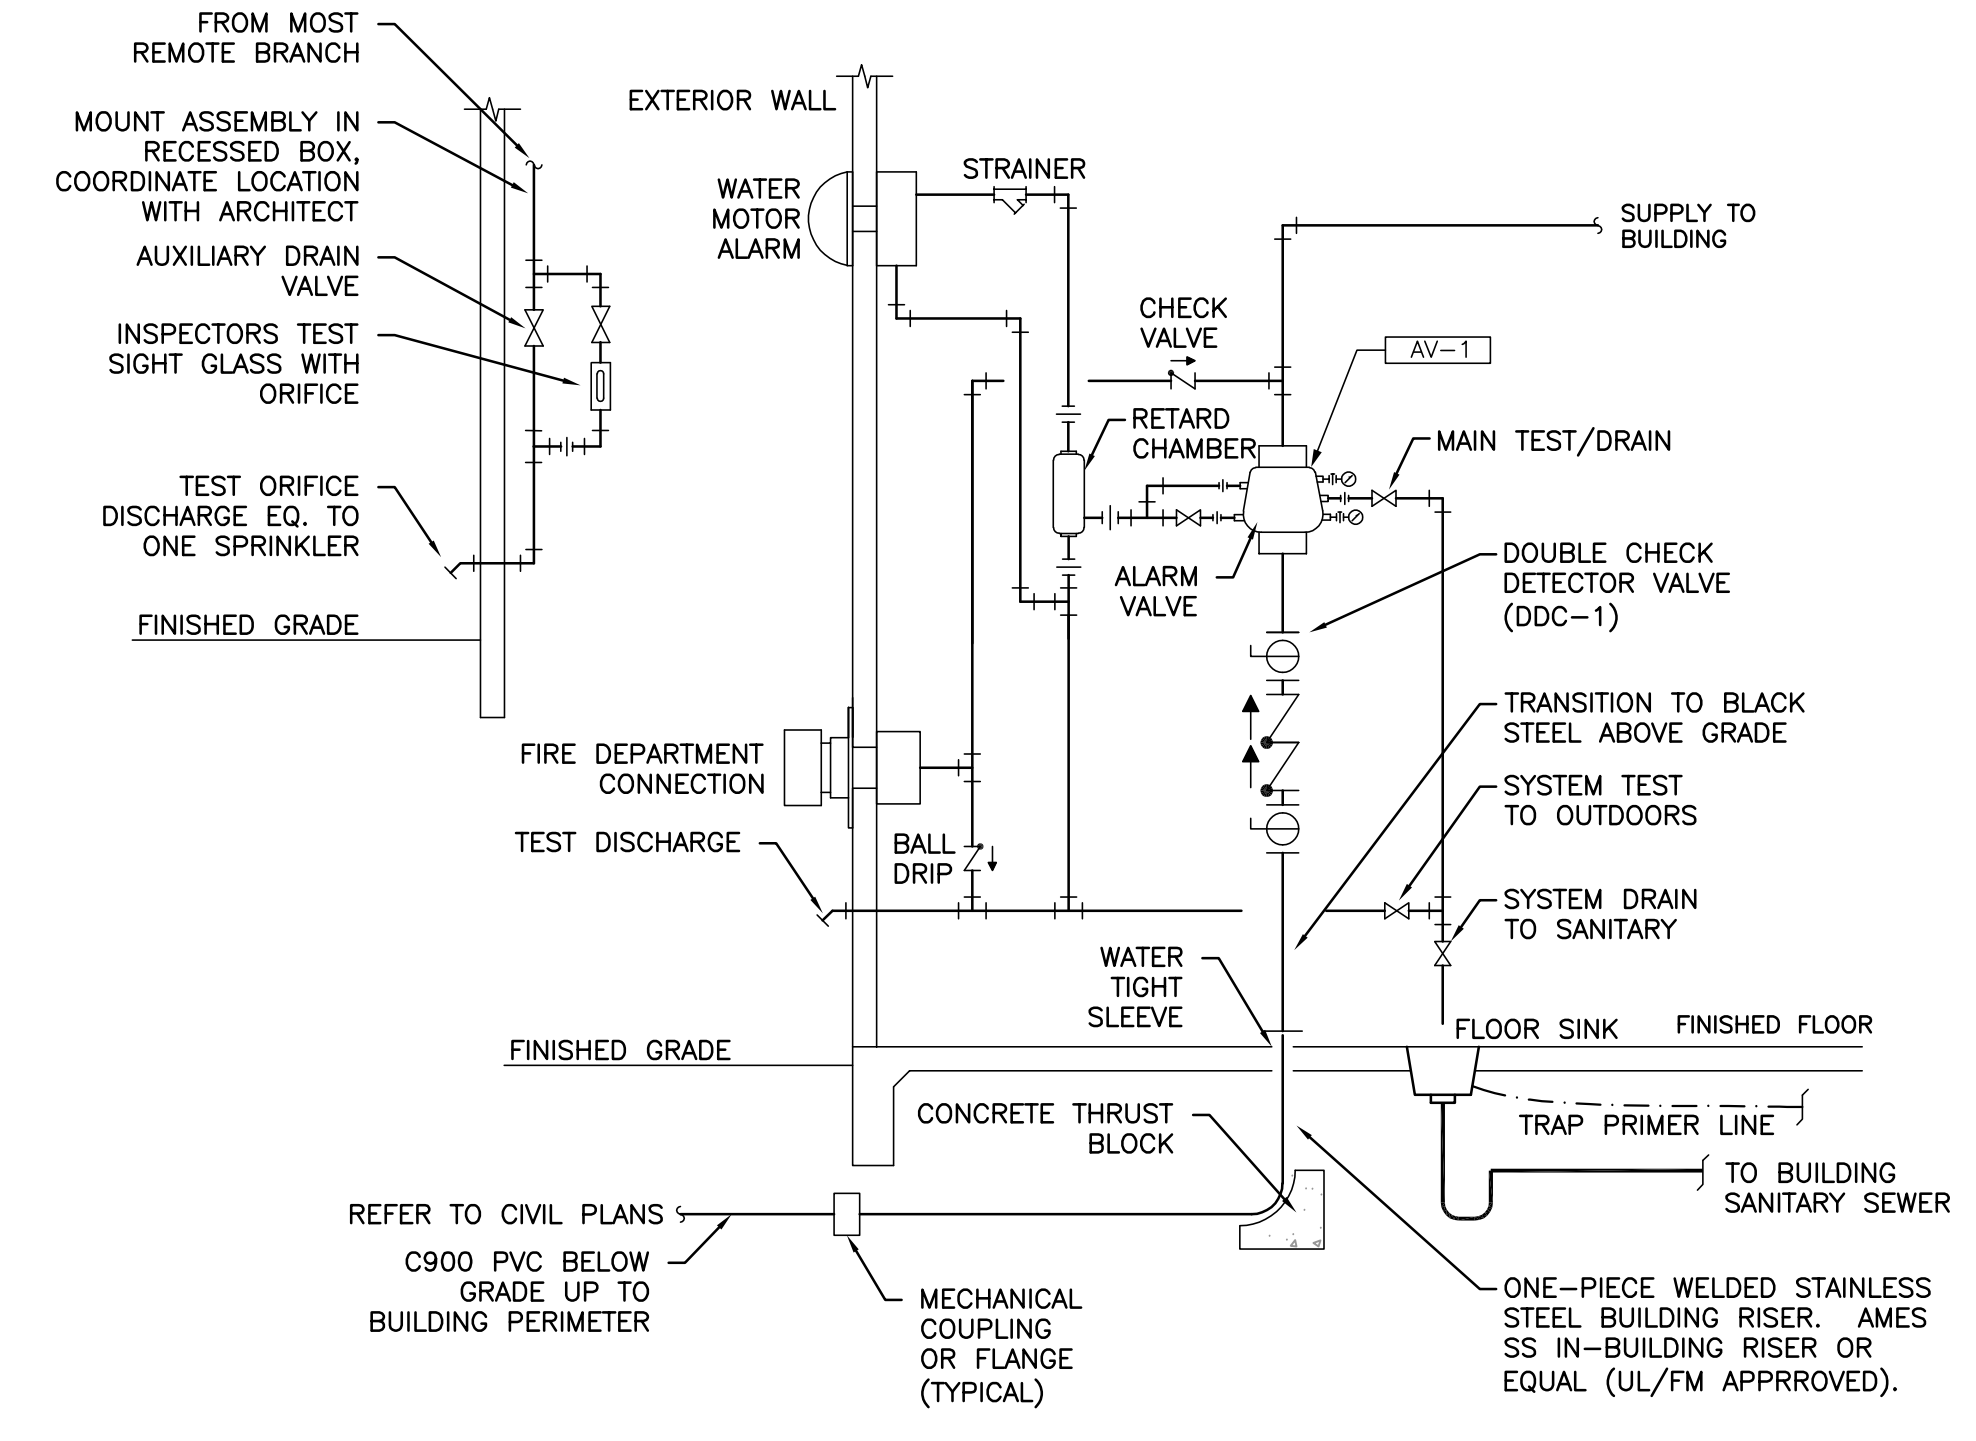 FROM MOST
REMOTE BRANCH
MOUNT ASSEMBLY IN
RECESSED BOX,
COORDINATE LOCATION
WITH ARCHITECT
AUXILIARY DRAIN
VALVE
INSPECTORS TEST
SIGHT GLASS WITH
ORIFICE
TEST ORIFICE
DISCHARGE EQ. TO
ONE SPRINKLER
FINISHED GRADE
EXTERIOR WALL
WATER
MOTOR
ALARM
STRAINER
SUPPLY TO
BUILDING
CHECK
VALVE
AV-1
RETARD
CHAMBER
MAIN TEST/DRAIN
ALARM
VALVE
DOUBLE CHECK
DETECTOR VALVE
(DDC-1)
TRANSITION TO BLACK
STEEL ABOVE GRADE
FIRE DEPARTMENT
CONNECTION
SYSTEM TEST
TO OUTDOORS
TEST DISCHARGE
BALL
DRIP
SYSTEM DRAIN
TO SANITARY
WATER
TIGHT
SLEEVE
FLOOR SINK
FINISHED FLOOR
FINISHED GRADE
CONCRETE THRUST
BLOCK
TRAP PRIMER LINE
TO BUILDING
SANITARY SEWER
REFER TO CIVIL PLANS
C900 PVC BELOW
GRADE UP TO
BUILDING PERIMETER
MECHANICAL
COUPLING
OR FLANGE
(TYPICAL)
ONE-PIECE WELDED STAINLESS
STEEL BUILDING RISER. AMES
SS IN-BUILDING RISER OR
EQUAL (UL/FM APPRROVED).